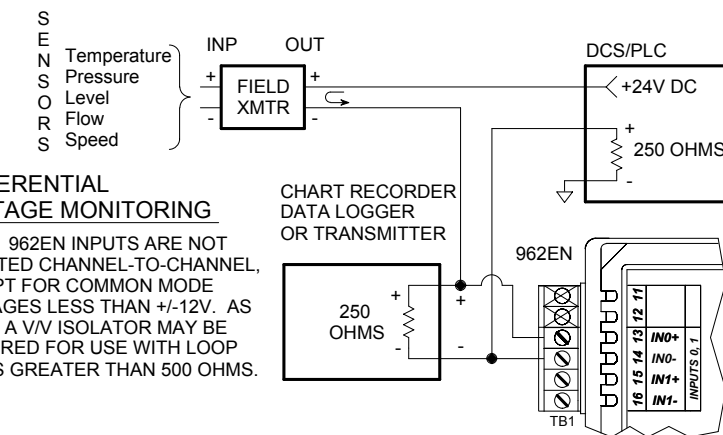 SENSORS
Temperature
Pressure
Level
Flow
Speed
INP
OUT
+
-
FIELD
XMTR
+
-
DCS/PLC
+24V DC
+
250 OHMS
-
ERENTIAL
TAGE MONITORING
962EN INPUTS ARE NOT
TED CHANNEL-TO-CHANNEL,
PT FOR COMMON MODE
AGES LESS THAN +/-12V. AS
A V/V ISOLATOR MAY BE
RED FOR USE WITH LOOP
S GREATER THAN 500 OHMS.
CHART RECORDER
DATA LOGGER
OR TRANSMITTER
250
OHMS
+
-
+
-
962EN
TB1
11
12
13 IN0+
14 IN0-
15 IN1+
16 IN1-
INPUTS 0, 1